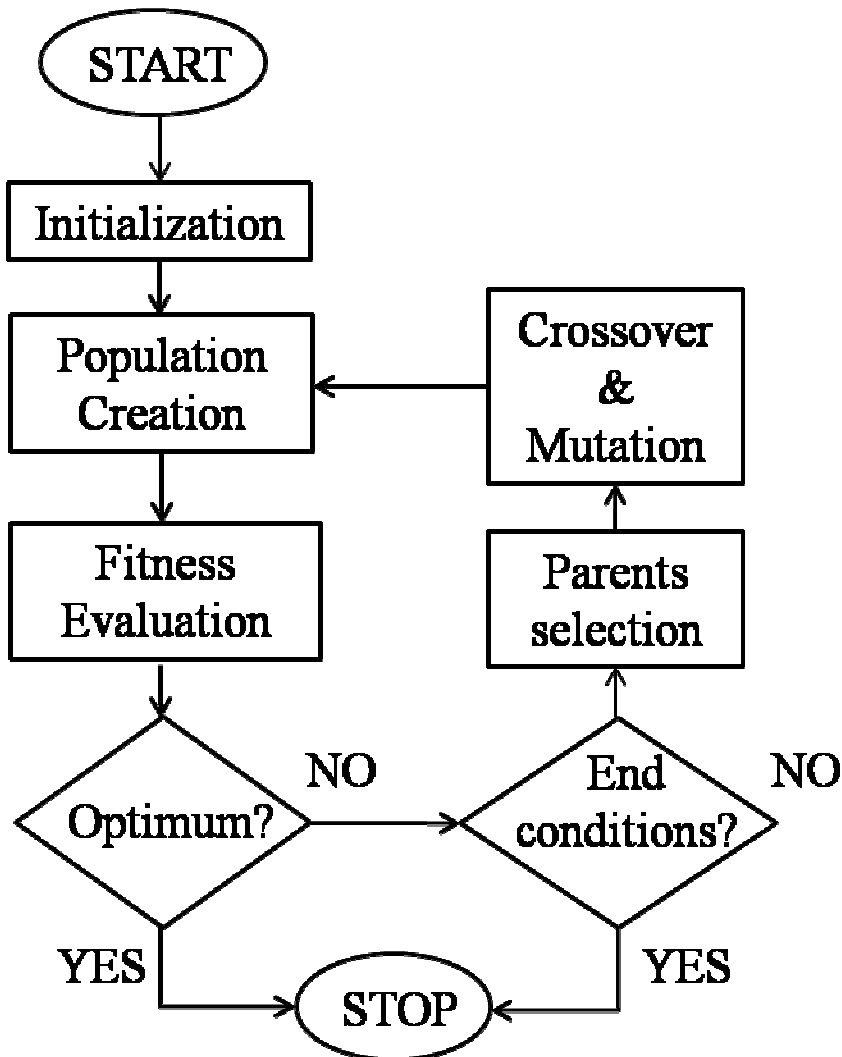 START
Initialization
Population
Creation
Fitness
Evaluation
Optimum?
YES
NO
End
conditions?
NO
YES
Parents
selection
Crossover
&
Mutation
STOP